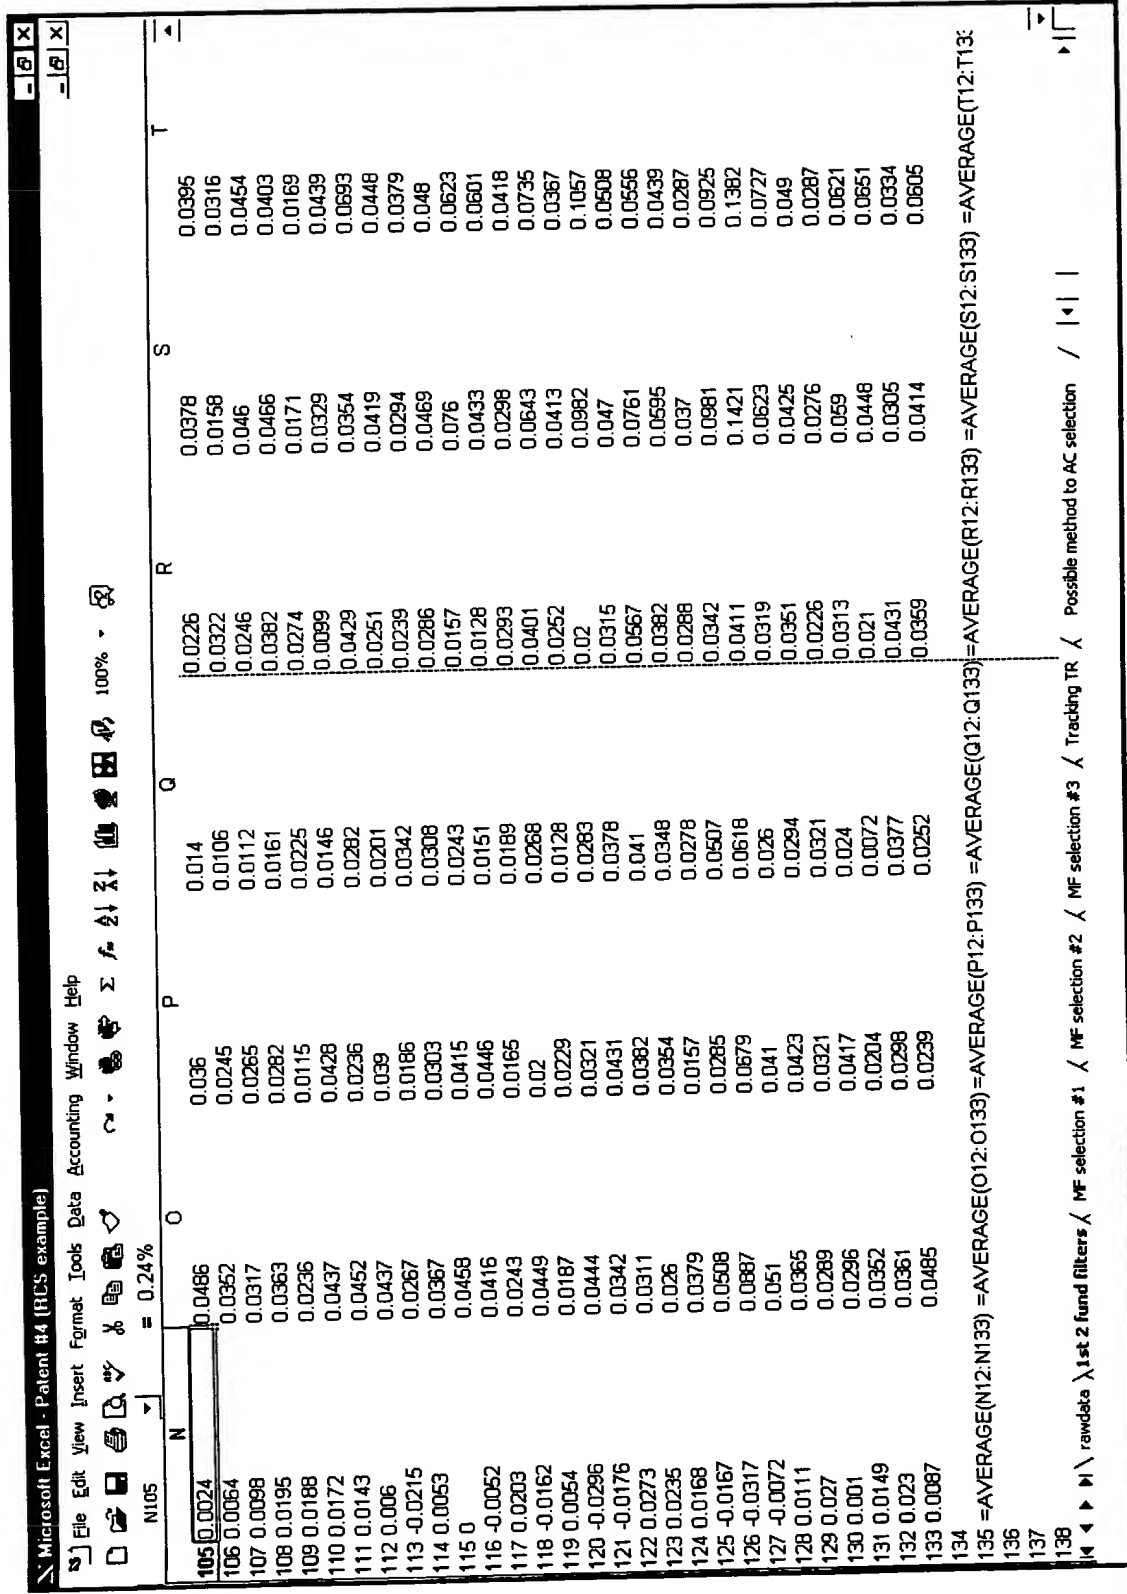 Microsoft Excel - Patent #4 (RCS example)
File Edit View Insert Format Tools Data Accounting Window Help
100%
N105 = 0.24%
N O P Q R S T
105 0.0024 0.0486 0.036 0.014 0.0226 0.0378 0.0395
106 0.0064 0.0352 0.0245 0.0106 0.0322 0.0158 0.0316
107 0.0098 0.0317 0.0265 0.0112 0.0246 0.046 0.0454
108 0.0195 0.0363 0.0282 0.0161 0.0382 0.0466 0.0403
109 0.0188 0.0236 0.0115 0.0225 0.0274 0.0171 0.0169
110 0.0172 0.0437 0.0428 0.0146 0.0099 0.0329 0.0439
111 0.0143 0.0452 0.0236 0.0282 0.0429 0.0354 0.0693
112 0.006 0.0437 0.039 0.0201 0.0251 0.0419 0.0448
113 -0.0215 0.0267 0.0186 0.0342 0.0239 0.0294 0.0379
114 0.0053 0.0367 0.0303 0.0308 0.0286 0.0469 0.048
115 0 0.0458 0.0415 0.0243 0.0157 0.076 0.0623
116 -0.0052 0.0416 0.0446 0.0151 0.0128 0.0433 0.0601
117 0.0203 0.0243 0.0165 0.0189 0.0293 0.0298 0.0418
118 -0.0162 0.0449 0.02 0.0268 0.0401 0.0643 0.0735
119 0.0054 0.0187 0.0229 0.0128 0.0252 0.0413 0.0367
120 -0.0296 0.0444 0.0321 0.0283 0.02 0.0982 0.1057
121 -0.0176 0.0342 0.0431 0.0378 0.0315 0.047 0.0508
122 0.0273 0.0311 0.0382 0.041 0.0567 0.0761 0.0556
123 0.0235 0.026 0.0354 0.0348 0.0382 0.0595 0.0439
124 0.0168 0.0379 0.0157 0.0278 0.0288 0.037 0.0287
125 -0.0167 0.0508 0.0285 0.0507 0.0342 0.0981 0.0925
126 -0.0317 0.0887 0.0679 0.0618 0.0411 0.1421 0.1382
127 -0.0072 0.051 0.041 0.026 0.0319 0.0623 0.0727
128 0.0111 0.0365 0.0423 0.0294 0.0351 0.0425 0.049
129 0.027 0.0289 0.0321 0.0321 0.0226 0.0276 0.0287
130 0.001 0.0296 0.0417 0.024 0.0313 0.059 0.0621
131 0.0149 0.0352 0.0204 0.0072 0.021 0.0448 0.0651
132 0.023 0.0361 0.0298 0.0377 0.0431 0.0305 0.0334
133 0.0087 0.0485 0.0239 0.0252 0.0359 0.0414 0.0605
134
135 =AVERAGE(N12:N133) =AVERAGE(O12:O133) =AVERAGE(P12:P133) =AVERAGE(Q12:Q133) =AVERAGE(R12:R133) =AVERAGE(S12:S133) =AVERAGE(T12:T13
136
137
138
rawdata 1st 2 fund filters MF selection #1 MF selection #2 MF selection #3 Tracking TR Possible method to AC selection